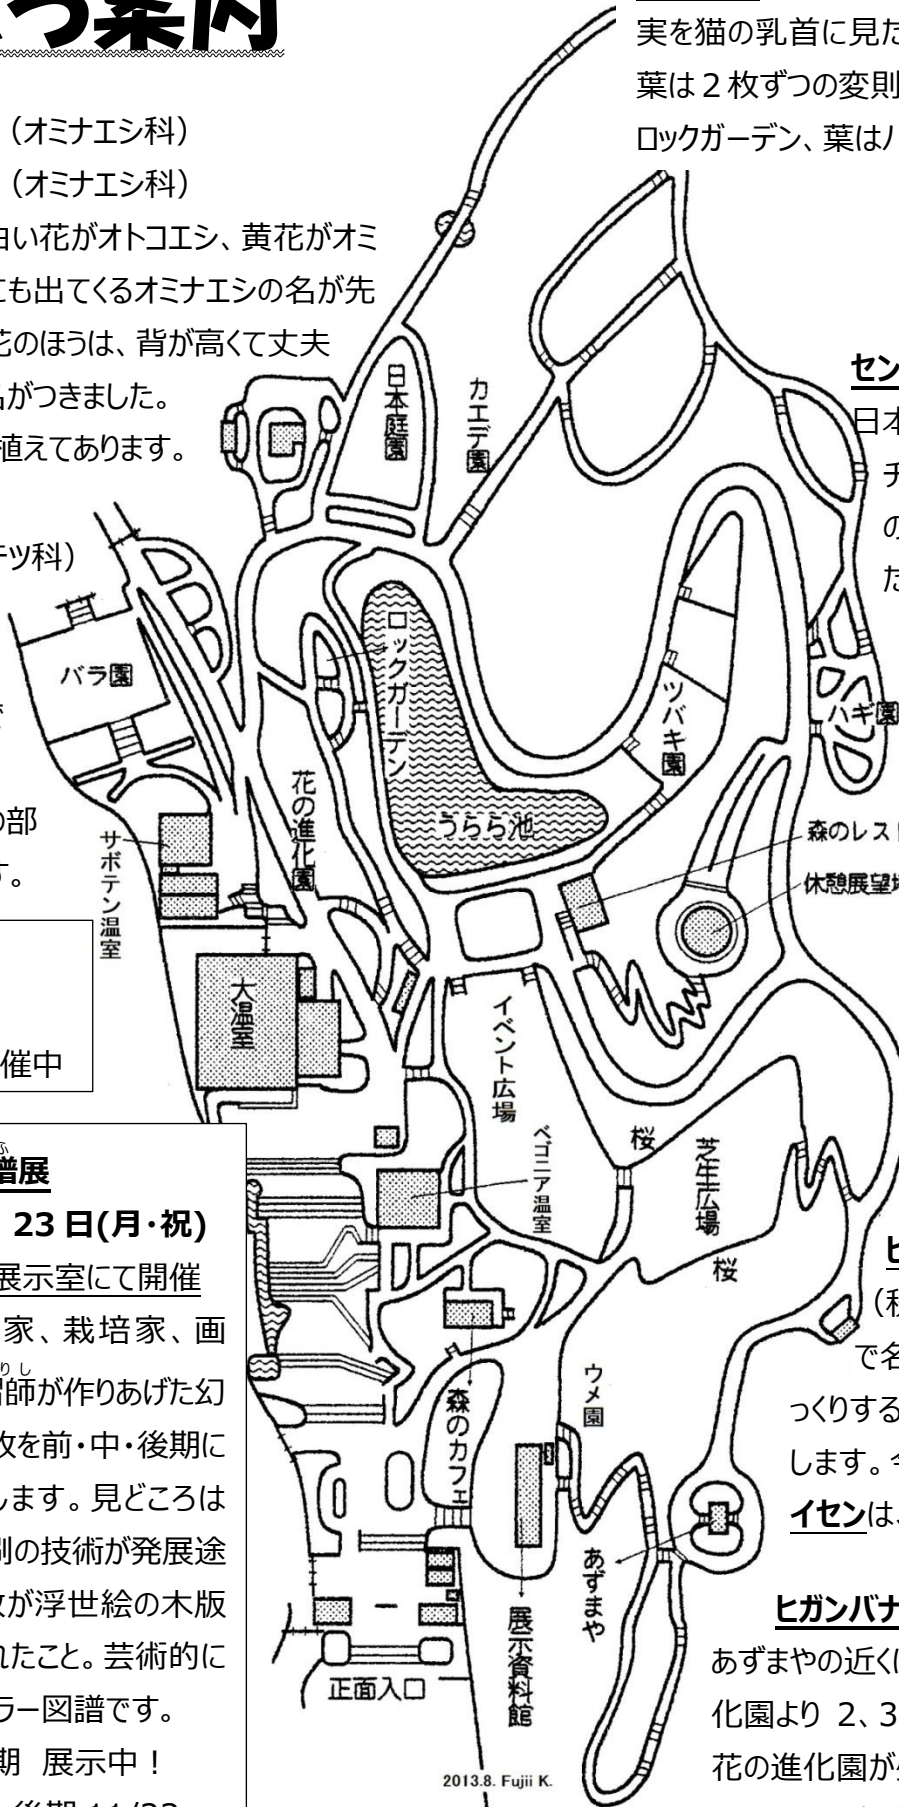 案内
（オミナエシ科）
（オミナエシ科）
白い花がオトコエシ、黄花がオミ
にも出てくるオミナエシの名が先
花のほうは、背が高くて丈夫
名がつきました。
植えてあります。
ツ科）
の部
す。
催中
譜展
23日(月・祝)
展示室にて開催
家、栽培家、画
師が作りあげた幻
枚を前・中・後期に
します。見どころは
刷の技術が発展途
枚が浮世絵の木版
れたこと。芸術的に
ラー図譜です。
期 展示中！
後期 11/23
実を猫の乳首に見た
葉は２枚ずつの変則
ロックガーデン、葉はハ
セン
日本
チ
の
た
日本庭園
カエデ園
ロックガーデン
バラ園
ツバキ園
ハギ園
花の進化園
うらら池
サボテン温室
森のレスト
休憩展望
大温室
イベント広場
ベゴニア温室
桜
芝生広場
桜
ウメ園
森のカフェ
あずまや
展示資料館
正面入口
2013.8. Fujii K.
ヒ
で名
っくりする
します。今
イセンは、
ヒガンバナ
あずまやの近くに
化園より 2、3
花の進化園が